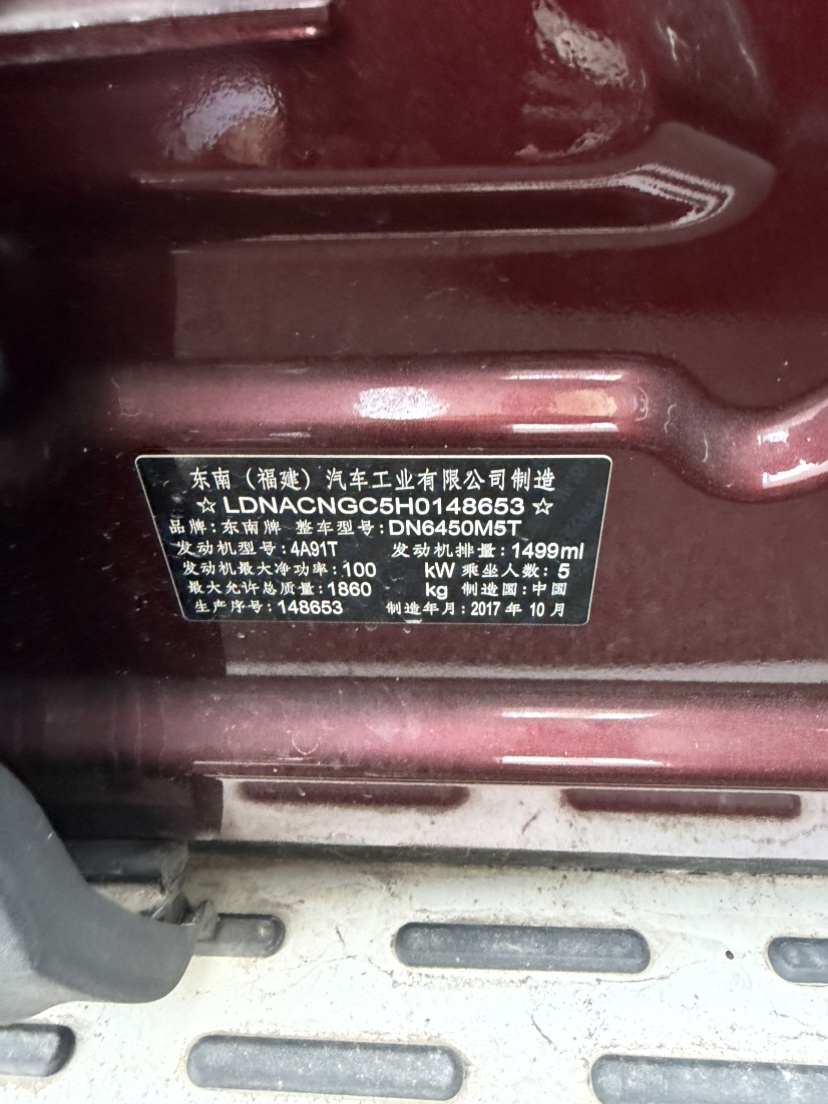 东南（福建）汽车工业有限公司制造
☆LDNACNGC5H0148653☆
品牌:东南牌 整车型号:DN6450M5T
发动机型号:4A91T 发动机排量:1499ml
发动机最大净功率:100 kW 乘坐人数:5
最大允许总质量:1860 kg 制造国:中国
生产序号:148653 制造年月:2017年10月